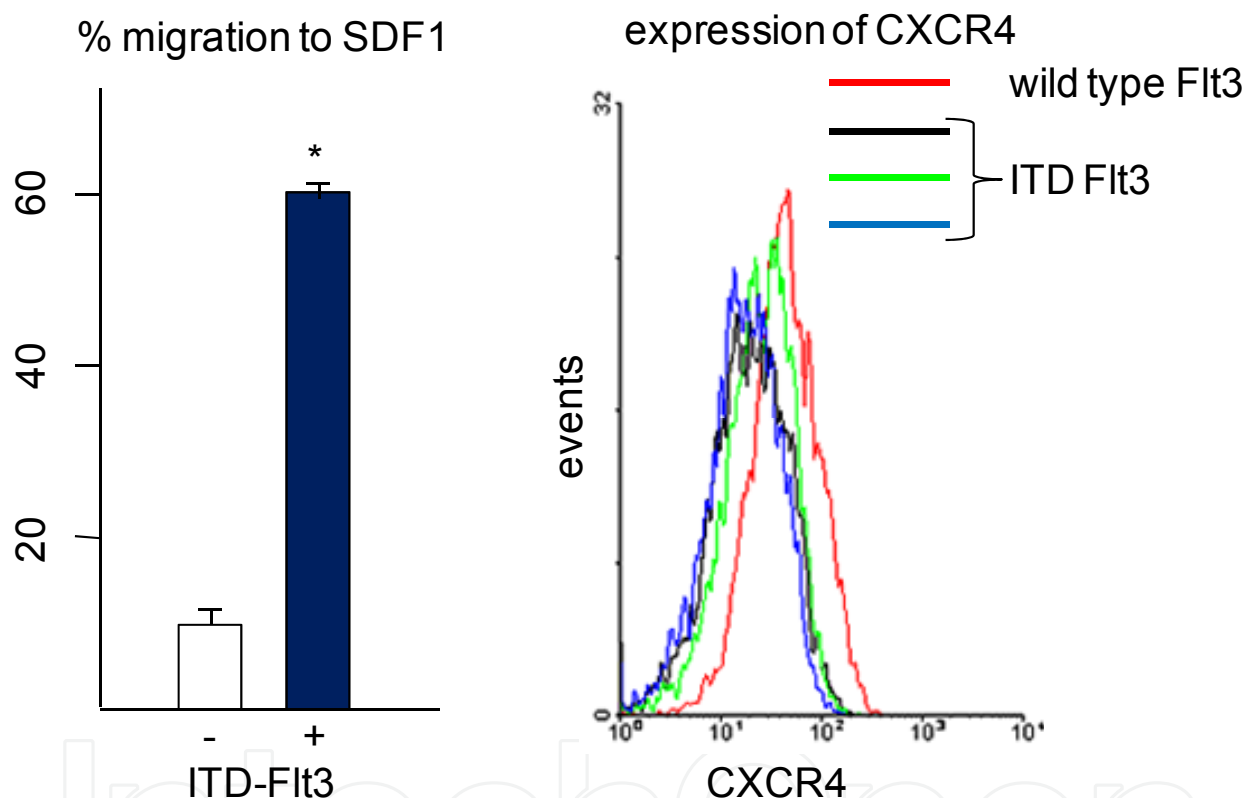 % migration to SDF1
60
40
20
*
- +
ITD-Flt3
expression of CXCR4
wild type Flt3
ITD Flt3
32
events
0
10⁰ 10¹ 10² 10³ 10⁴
CXCR4